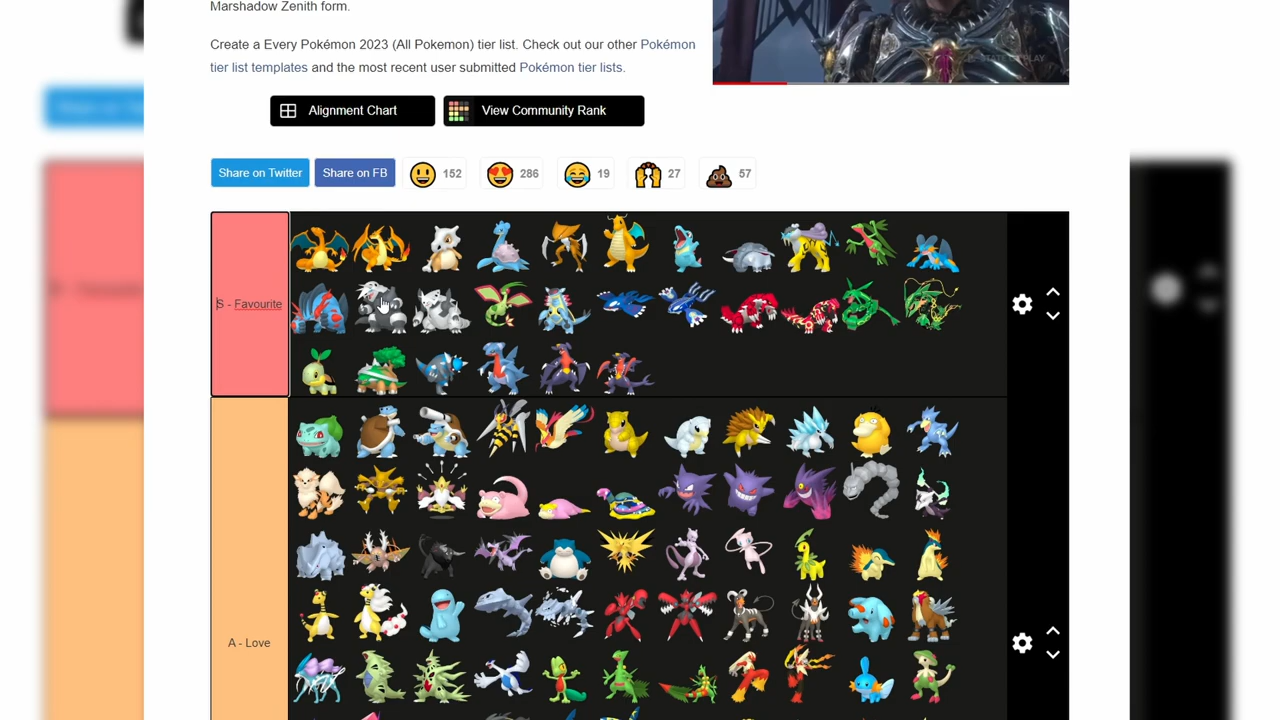 Marshadow Zenith form.
Create a Every Pokémon 2023 (All Pokemon) tier list. Check out our other Pokémon
tier list templates and the most recent user submitted Pokémon tier lists.
Alignment Chart
View Community Rank
Share on Twitter
Share on FB
152
286
19
27
57
S - Favourite
A - Love